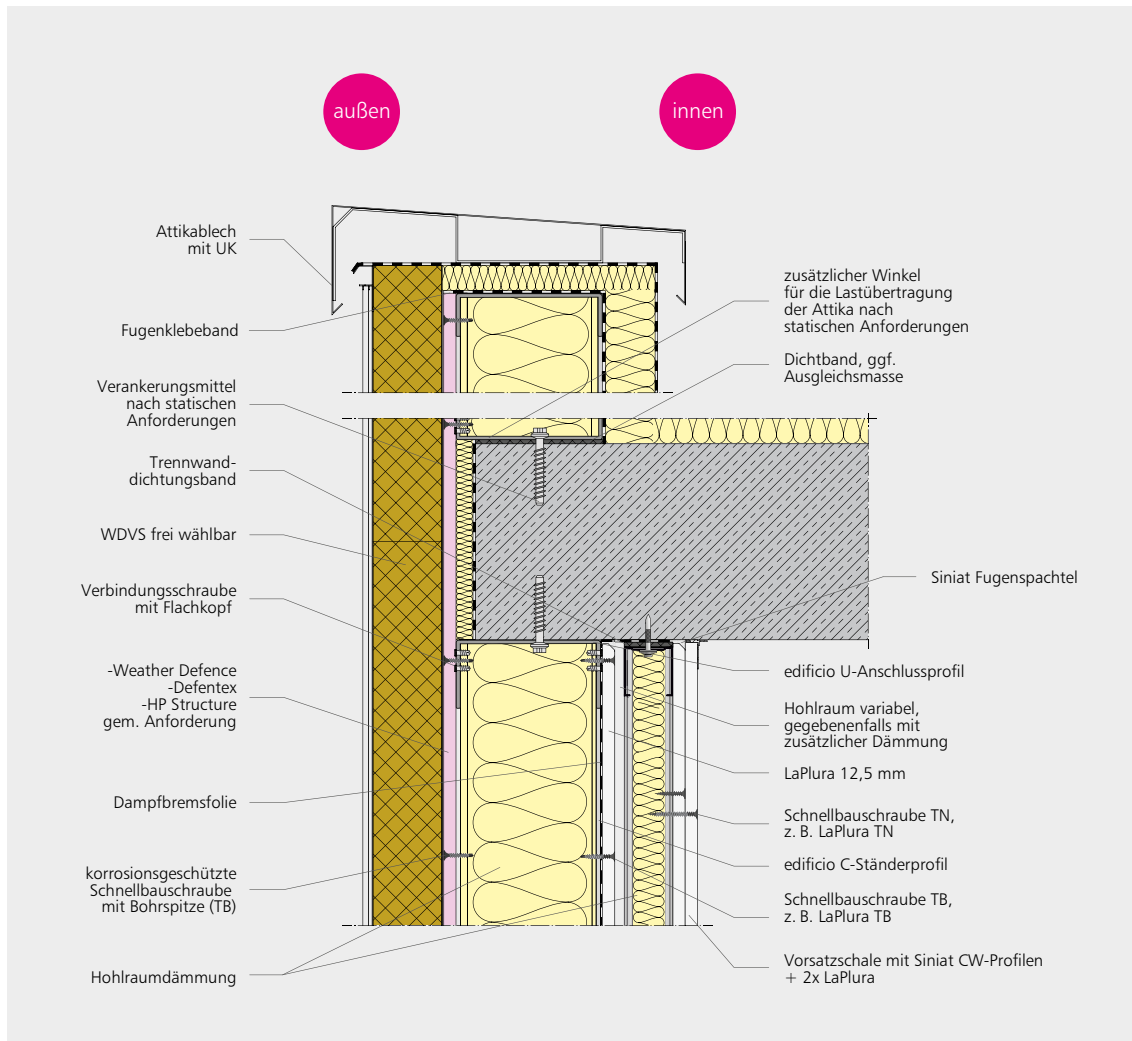 außen
innen
Attikablech
mit UK
Fugenklebeband
Verankerungsmittel
nach statischen
Anforderungen
Trennwand-
dichtungsband
WDVS frei wählbar
Verbindungsschraube
mit Flachkopf
-Weather Defence
-Defentex
-HP Structure
gem. Anforderung
Dampfbremsfolie
korrosionsgeschützte
Schnellbauschraube
mit Bohrspitze (TB)
Hohlraumdämmung
zusätzlicher Winkel
für die Lastübertragung
der Attika nach
statischen Anforderungen
Dichtband, ggf.
Ausgleichsmasse
Siniat Fugenspachtel
edificio U-Anschlussprofil
Hohlraum variabel,
gegebenenfalls mit
zusätzlicher Dämmung
LaPlura 12,5 mm
Schnellbauschraube TN,
z. B. LaPlura TN
edificio C-Ständerprofil
Schnellbauschraube TB,
z. B. LaPlura TB
Vorsatzschale mit Siniat CW-Profilen
+ 2x LaPlura